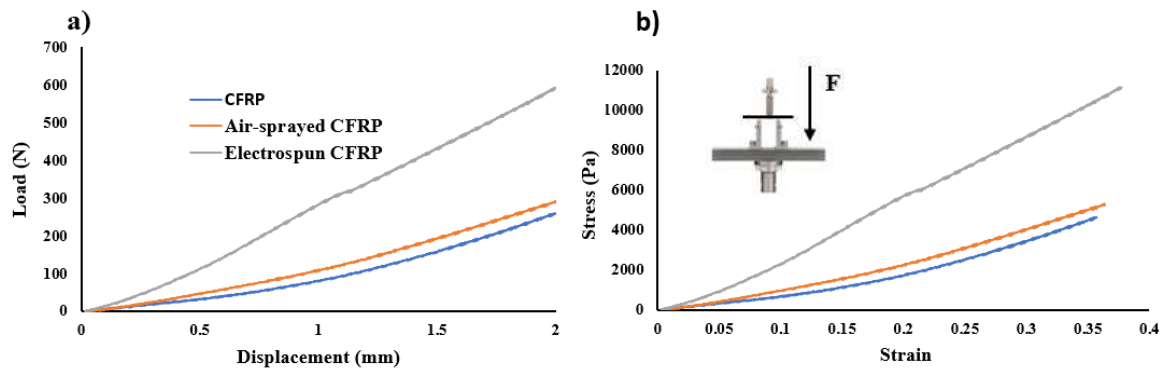 a)
700
600
500
400
300
200
100
0
Load (N)
CFRP
Air-sprayed CFRP
Electrospun CFRP
0 0.5 1 1.5 2
Displacement (mm)
b)
12000
10000
8000
6000
4000
2000
0
Stress (Pa)
F
0 0.05 0.1 0.15 0.2 0.25 0.3 0.35 0.4
Strain